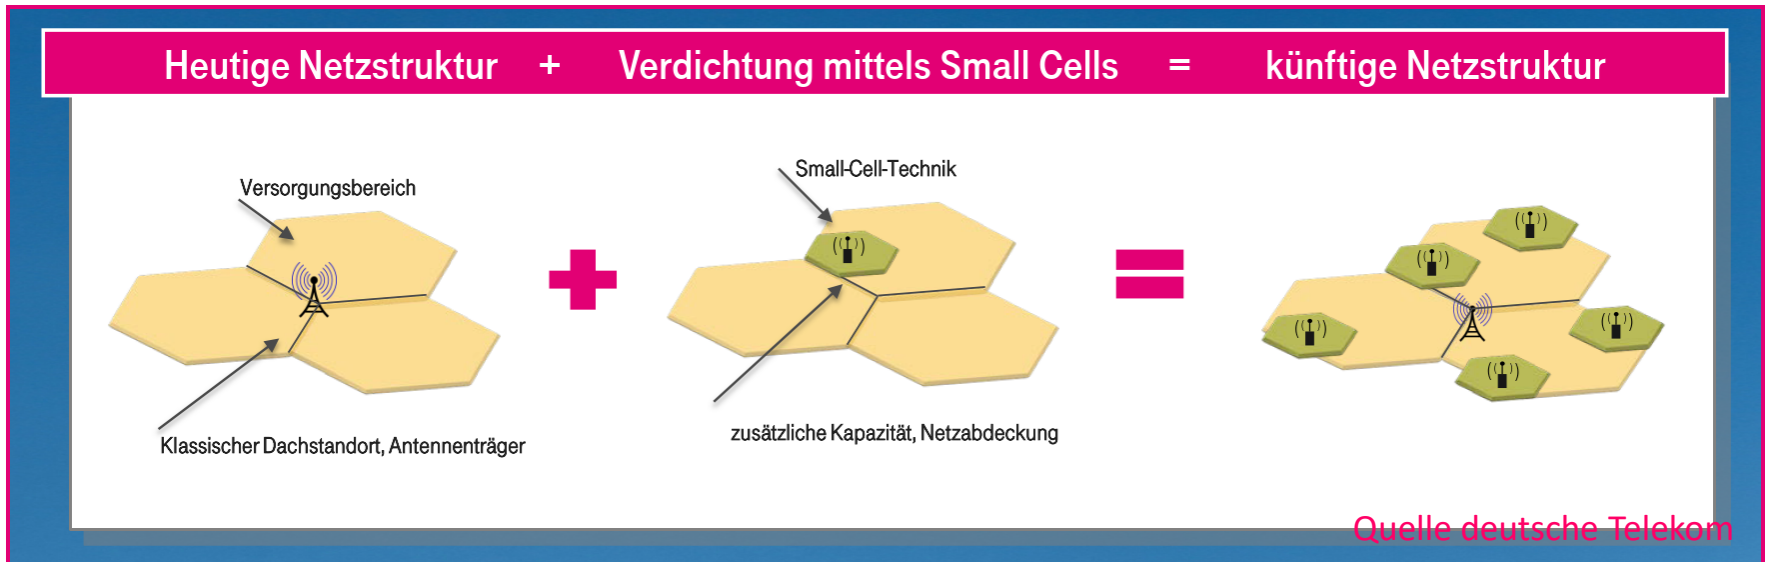 Heutige Netzstruktur + Verdichtung mittels Small Cells = künftige Netzstruktur
Versorgungsbereich
Klassischer Dachstandort, Antennenträger
Small-Cell-Technik
zusätzliche Kapazität, Netzabdeckung
Quelle deutsche Telekom